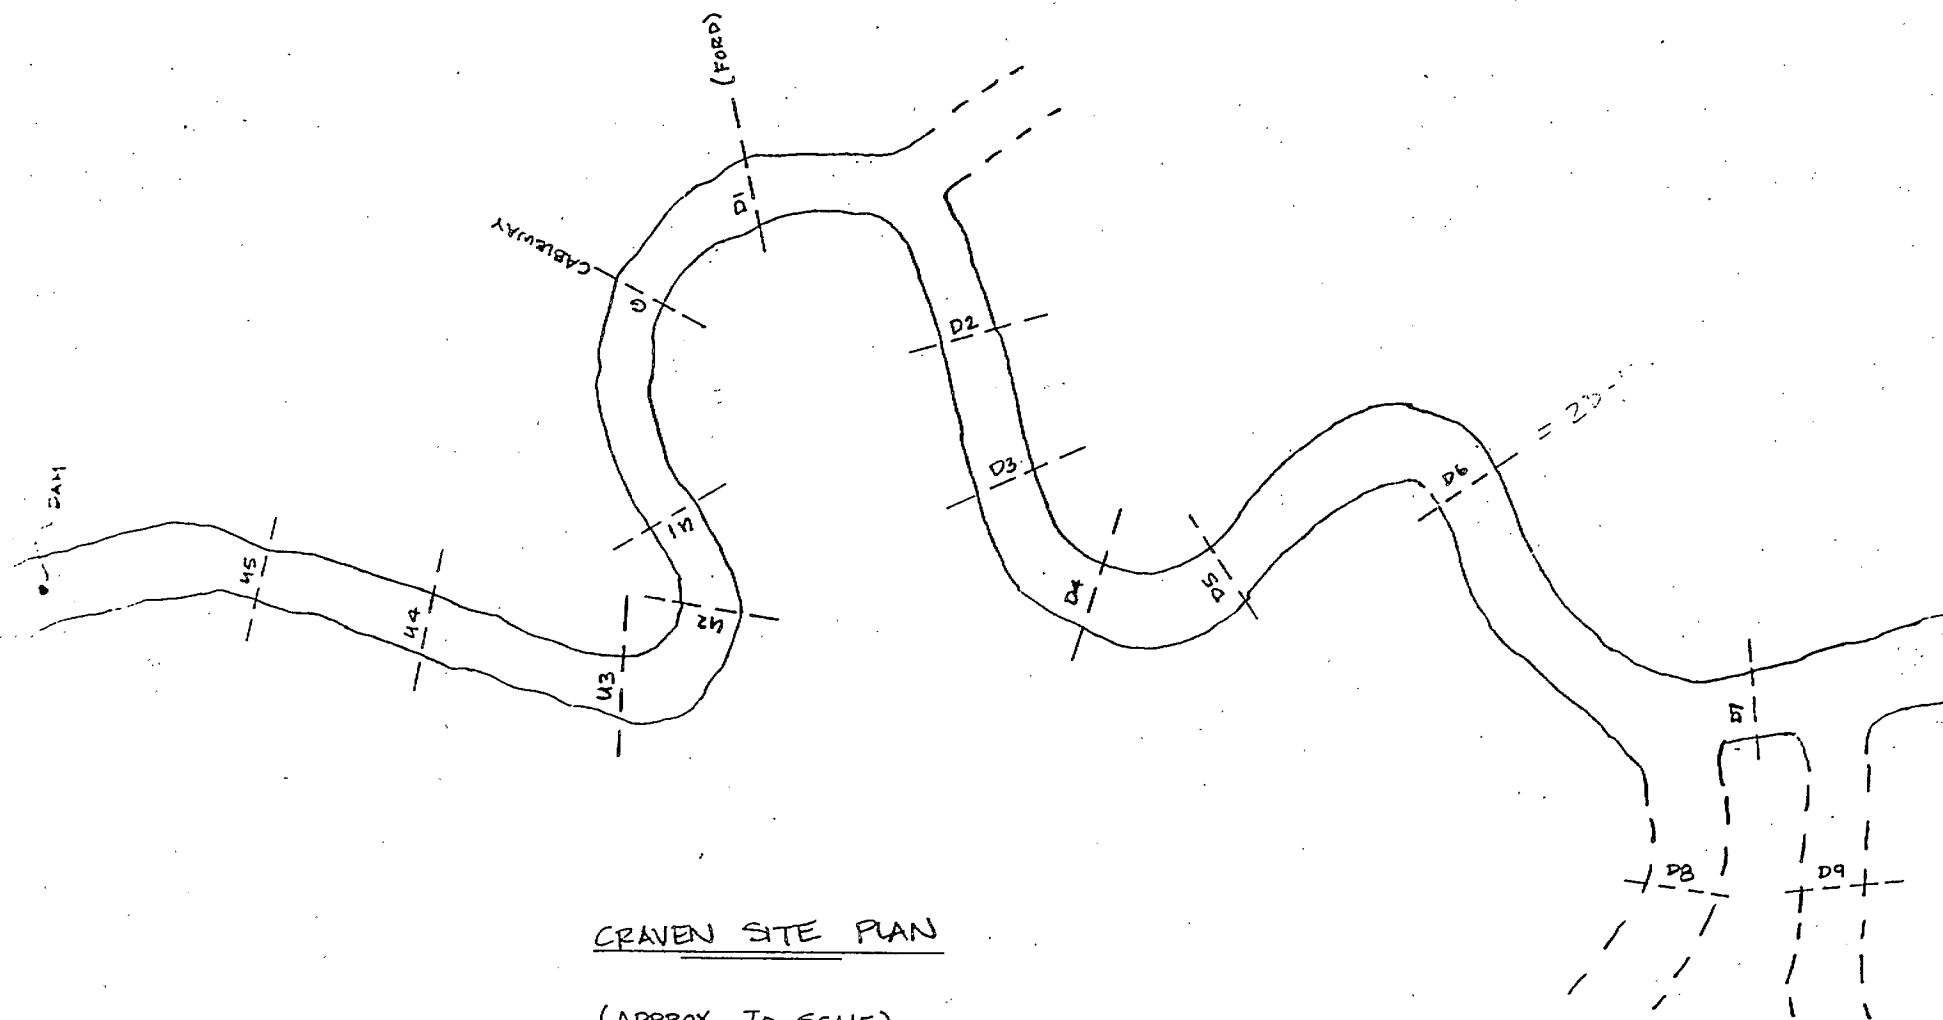 (FORD)
D1
CABLEWAY
G
D2
D3
DAM
U1
U5
U4
U3
U2
D4
D5
D6
D7
D8
D9
CRAVEN SITE PLAN
(APPROX. TO SCALE)